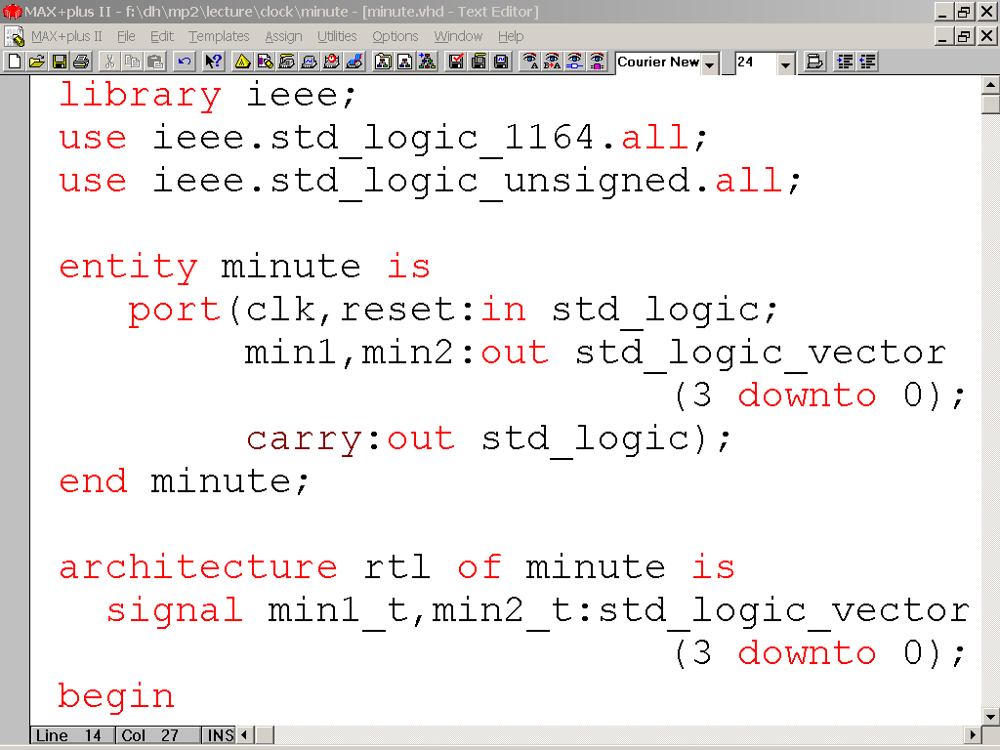 MAX+plus II - f:\dh\mp2\lecture\clock\minute - [minute.vhd - Text Editor]
MAX+plus II File Edit Templates Assign Utilities Options Window Help
Courier New 24
library ieee;
use ieee.std_logic_1164.all;
use ieee.std_logic_unsigned.all;
entity minute is
port(clk,reset:in std_logic;
min1,min2:out std_logic_vector
(3 downto 0);
carry:out std_logic);
end minute;
architecture rtl of minute is
signal min1_t,min2_t:std_logic_vector
(3 downto 0);
begin
Line 14 Col 27 INS